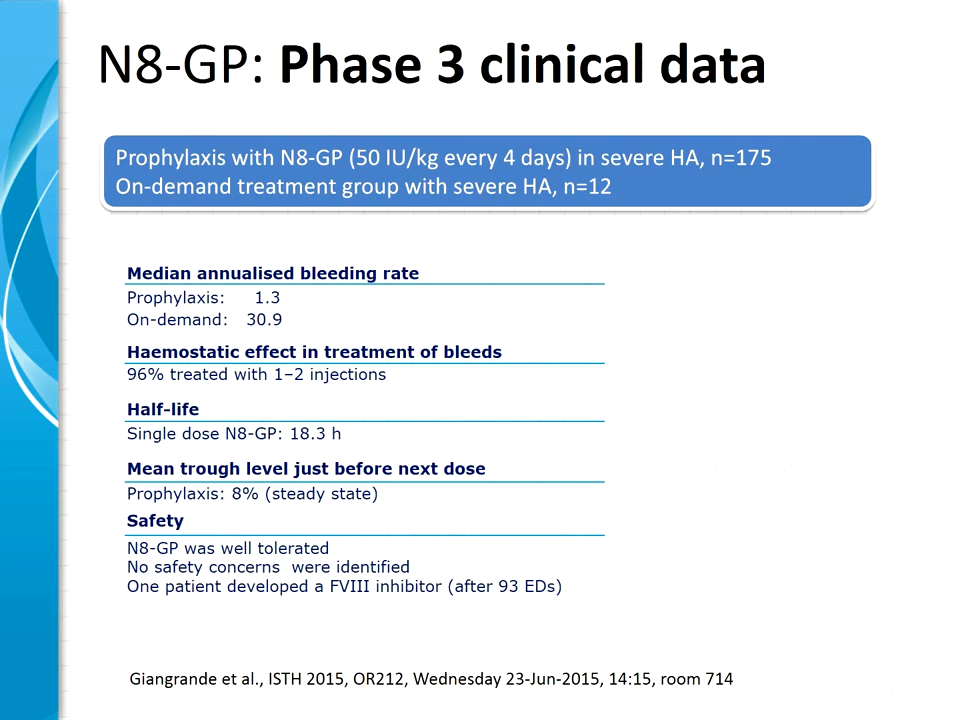 N8-GP: Phase 3 clinical data
Prophylaxis with N8-GP (50 IU/kg every 4 days) in severe HA, n=175
On-demand treatment group with severe HA, n=12
Median annualised bleeding rate
Prophylaxis: 1.3
On-demand: 30.9
Haemostatic effect in treatment of bleeds
96% treated with 1–2 injections
Half-life
Single dose N8-GP: 18.3 h
Mean trough level just before next dose
Prophylaxis: 8% (steady state)
Safety
N8-GP was well tolerated
No safety concerns were identified
One patient developed a FVIII inhibitor (after 93 EDs)
Giangrande et al., ISTH 2015, OR212, Wednesday 23-Jun-2015, 14:15, room 714